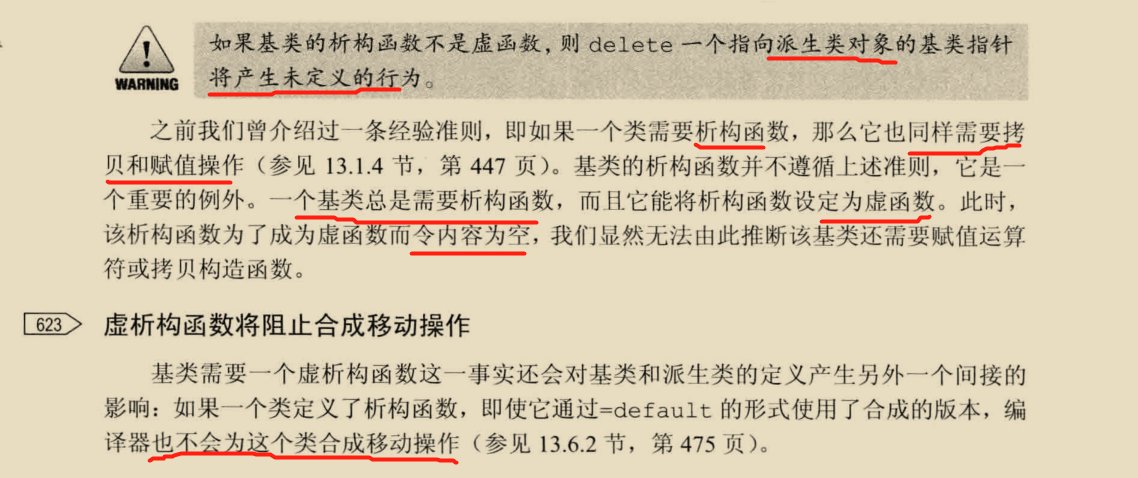 如果基类的析构函数不是虚函数，则 delete 一个指向派生类对象的基类指针
WARNING
将产生未定义的行为。
之前我们曾介绍过一条经验准则，即如果一个类需要析构函数，那么它也同样需要拷
贝和赋值操作（参见 13.1.4 节，第 447 页）。基类的析构函数并不遵循上述准则，它是一
个重要的例外。一个基类总是需要析构函数，而且它能将析构函数设定为虚函数。此时，
该析构函数为了成为虚函数而令内容为空，我们显然无法由此推断该基类还需要赋值运算
符或拷贝构造函数。
623 虚析构函数将阻止合成移动操作
基类需要一个虚析构函数这一事实还会对基类和派生类的定义产生另外一个间接的
影响：如果一个类定义了析构函数，即使它通过=default 的形式使用了合成的版本，编
译器也不会为这个类合成移动操作（参见 13.6.2 节，第 475 页）。